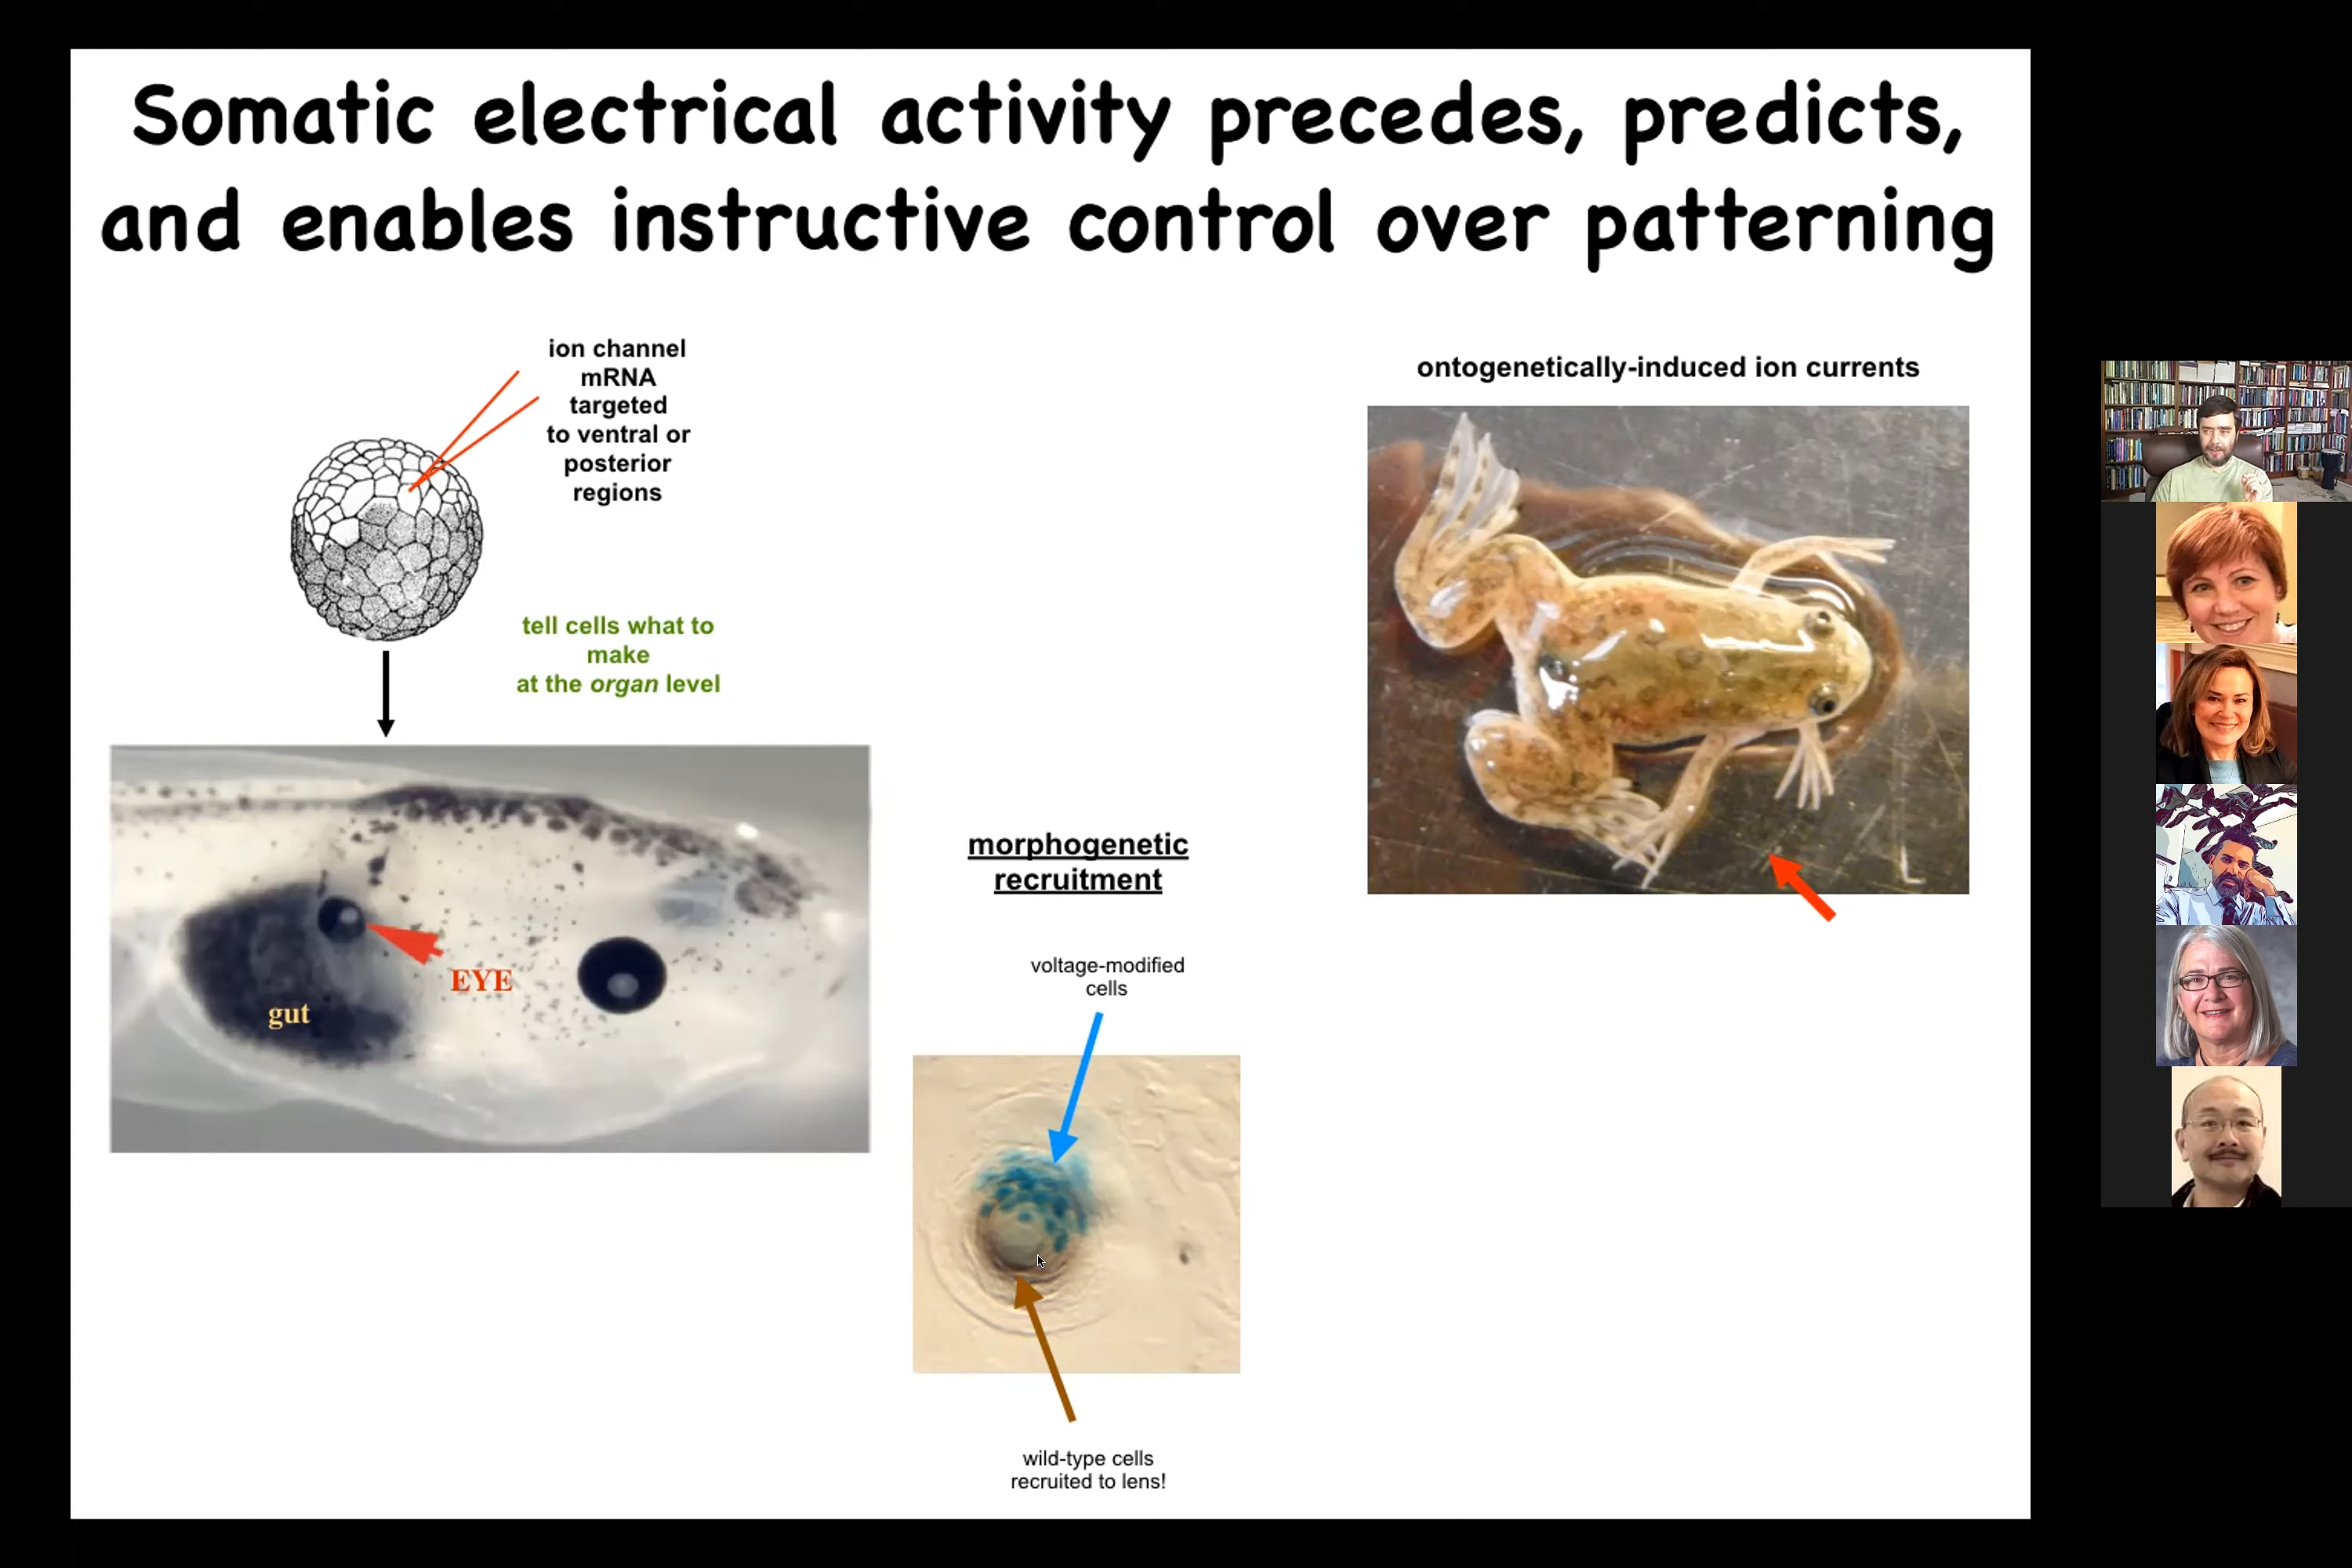 Somatic electrical activity precedes, predicts,
and enables instructive control over patterning
ion channel
mRNA
targeted
to ventral or
posterior
regions
tell cells what to
make
at the organ level
EYE
gut
morphogenetic
recruitment
voltage-modified
cells
wild-type cells
recruited to lens!
ontogenetically-induced ion currents